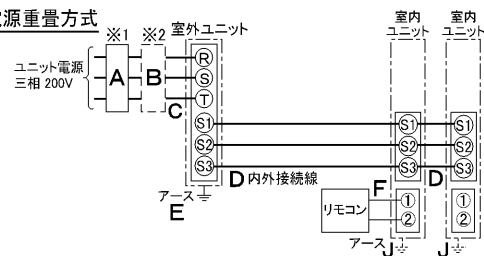 源重畳方式
※1
※2
室外ユニット
室内
ユニット
室内
ユニット
ユニット電源
三相 200V
A
B
C
R
S
T
S1
S2
S3
S1
S2
S3
S1
S2
S3
D 内外接続線
D
アース
E
F
リモコン
①
②
①
②
アース
J
J